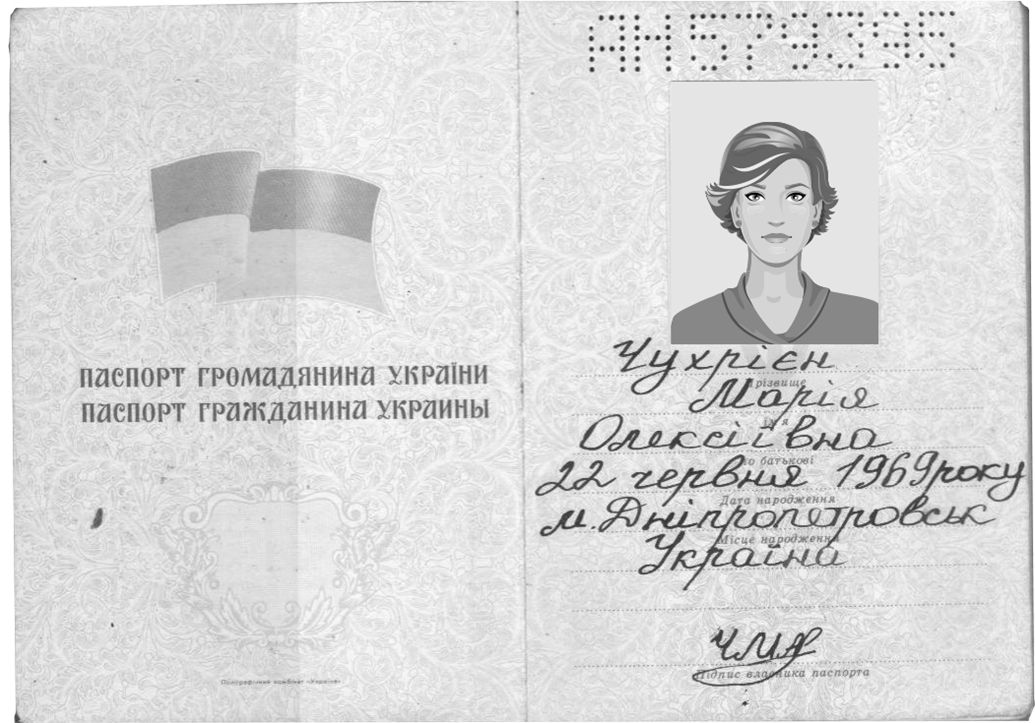 ПАСПОРТ ГРОМАДЯНИНА УКРАЇНИ
ПАСПОРТ ГРАЖДАНИНА УКРАИНЫ
Поліграфічний комбінат «Україна»
АН579395
Чухрієн
Прізвище
Марія
Ім'я
Олексіївна
По батькові
22 червня 1969 року
Дата народження
м. Дніпропетровськ
Місце народження
Україна
ЧМА
Підпис власника паспорта